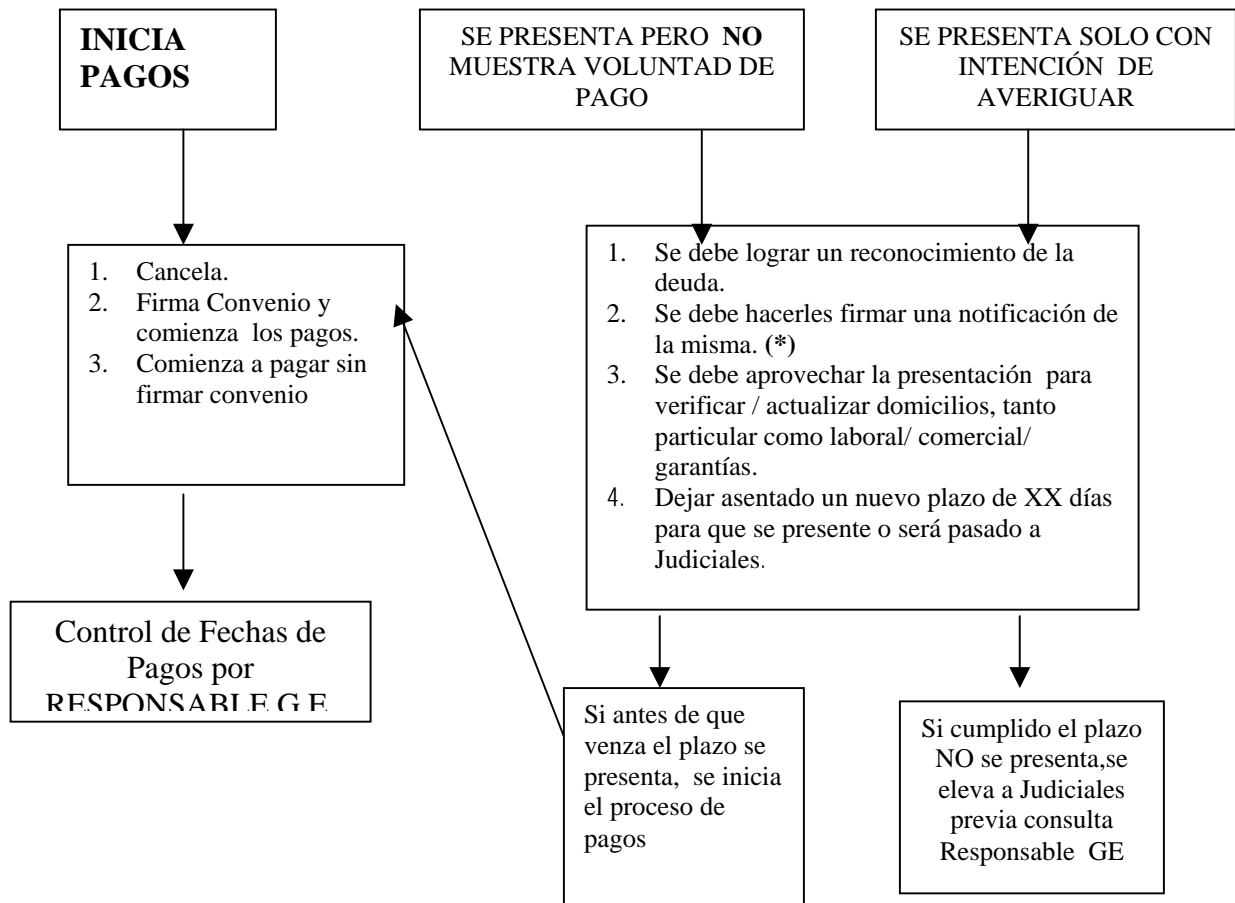 INICIA
PAGOS
SE PRESENTA PERO NO
MUESTRA VOLUNTAD DE
PAGO
SE PRESENTA SOLO CON
INTENCIÓN DE
AVERIGUAR
1. Cancela.
2. Firma Convenio y
comienza los pagos.
3. Comienza a pagar sin
firmar convenio
1. Se debe lograr un reconocimiento de la
deuda.
2. Se debe hacerles firmar una notificación de
la misma. (*)
3. Se debe aprovechar la presentación para
verificar / actualizar domicilios, tanto
particular como laboral/ comercial/
garantías.
4. Dejar asentado un nuevo plazo de XX días
para que se presente o será pasado a
Judiciales.
Control de Fechas de
Pagos por
RESPONSABLE G.E.
Si antes de que
venza el plazo se
presenta, se inicia
el proceso de
pagos
Si cumplido el plazo
NO se presenta,se
eleva a Judiciales
previa consulta
Responsable GE